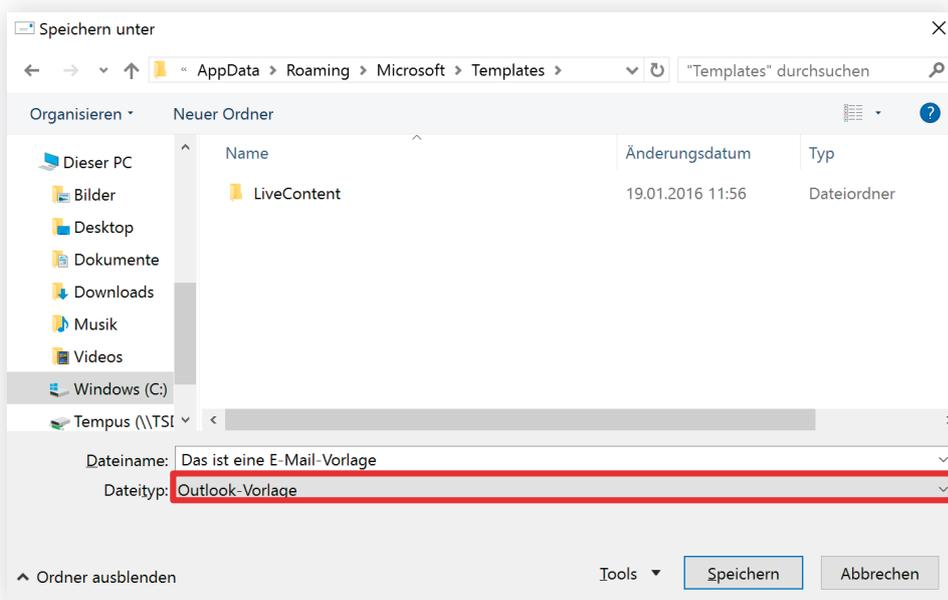 Speichern unter
« AppData > Roaming > Microsoft > Templates >
"Templates" durchsuchen
Organisieren
Neuer Ordner
?
Name
Änderungsdatum
Typ
LiveContent
19.01.2016 11:56
Dateiordner
Dieser PC
Bilder
Desktop
Dokumente
Downloads
Musik
Videos
Windows (C:)
Tempus (\\TSD
Dateiname: Das ist eine E-Mail-Vorlage
Dateityp: Outlook-Vorlage
Ordner ausblenden
Tools
Speichern
Abbrechen